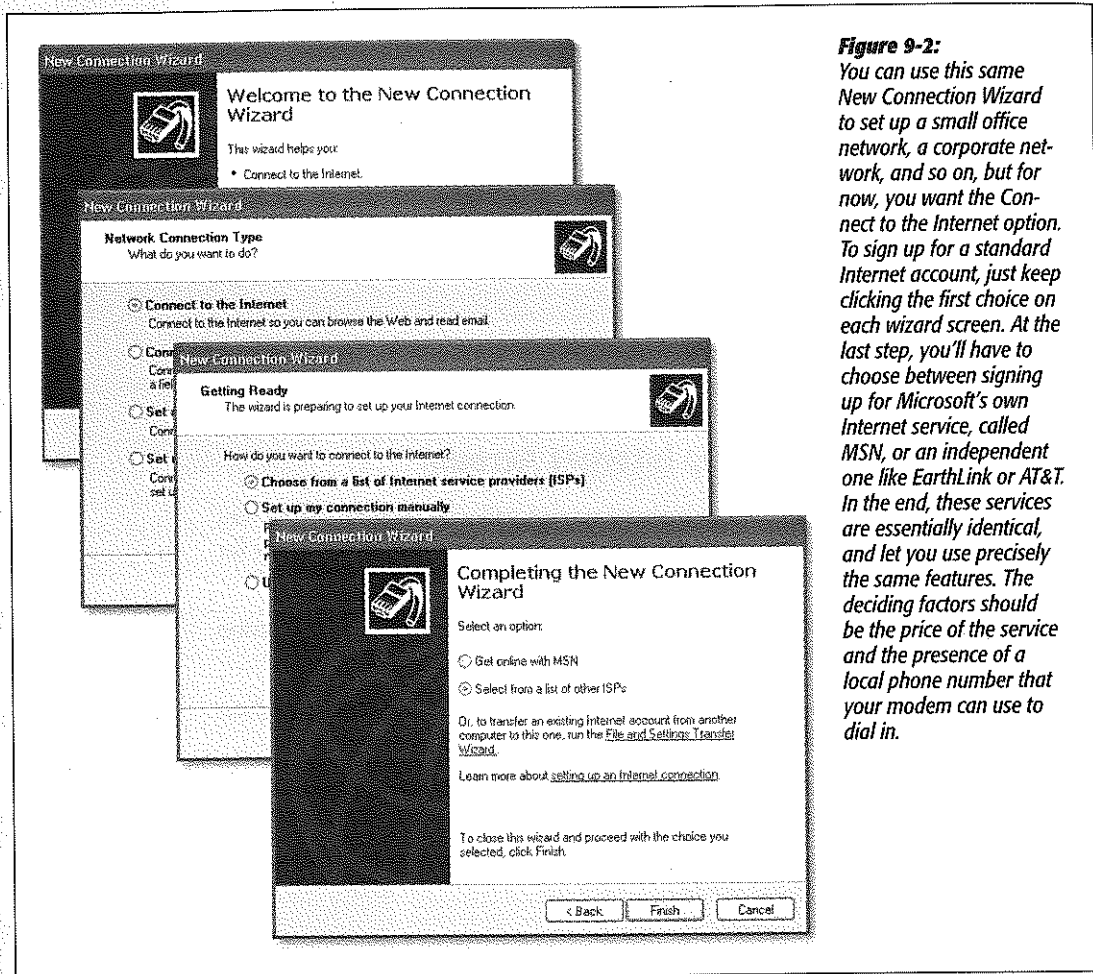 New Connection Wizard
Welcome to the New Connection
Wizard
This wizard helps you:
• Connect to the Internet.
New Connection Wizard
Network Connection Type
What do you want to do?
Connect to the Internet
Connect to the Internet so you can browse the Web and read email.
Conn
Conn
a fiel
Set
Conn
Set u
Conn
set u
New Connection Wizard
Getting Ready
The wizard is preparing to set up your Internet connection.
How do you want to connect to the Internet?
Choose from a list of Internet service providers (ISPs)
Set up my connection manually
U
New Connection Wizard
Completing the New Connection
Wizard
Select an option:
Get online with MSN
Select from a list of other ISPs
Or, to transfer an existing Internet account from another
computer to this one, run the File and Settings Transfer
Wizard.
Learn more about setting up an Internet connection.
To close this wizard and proceed with the choice you
selected, click Finish.
< Back
Finish
Cancel
Figure 9-2:
You can use this same
New Connection Wizard
to set up a small office
network, a corporate net-
work, and so on, but for
now, you want the Con-
nect to the Internet option.
To sign up for a standard
Internet account, just keep
clicking the first choice on
each wizard screen. At the
last step, you'll have to
choose between signing
up for Microsoft's own
Internet service, called
MSN, or an independent
one like EarthLink or AT&T.
In the end, these services
are essentially identical,
and let you use precisely
the same features. The
deciding factors should
be the price of the service
and the presence of a
local phone number that
your modem can use to
dial in.